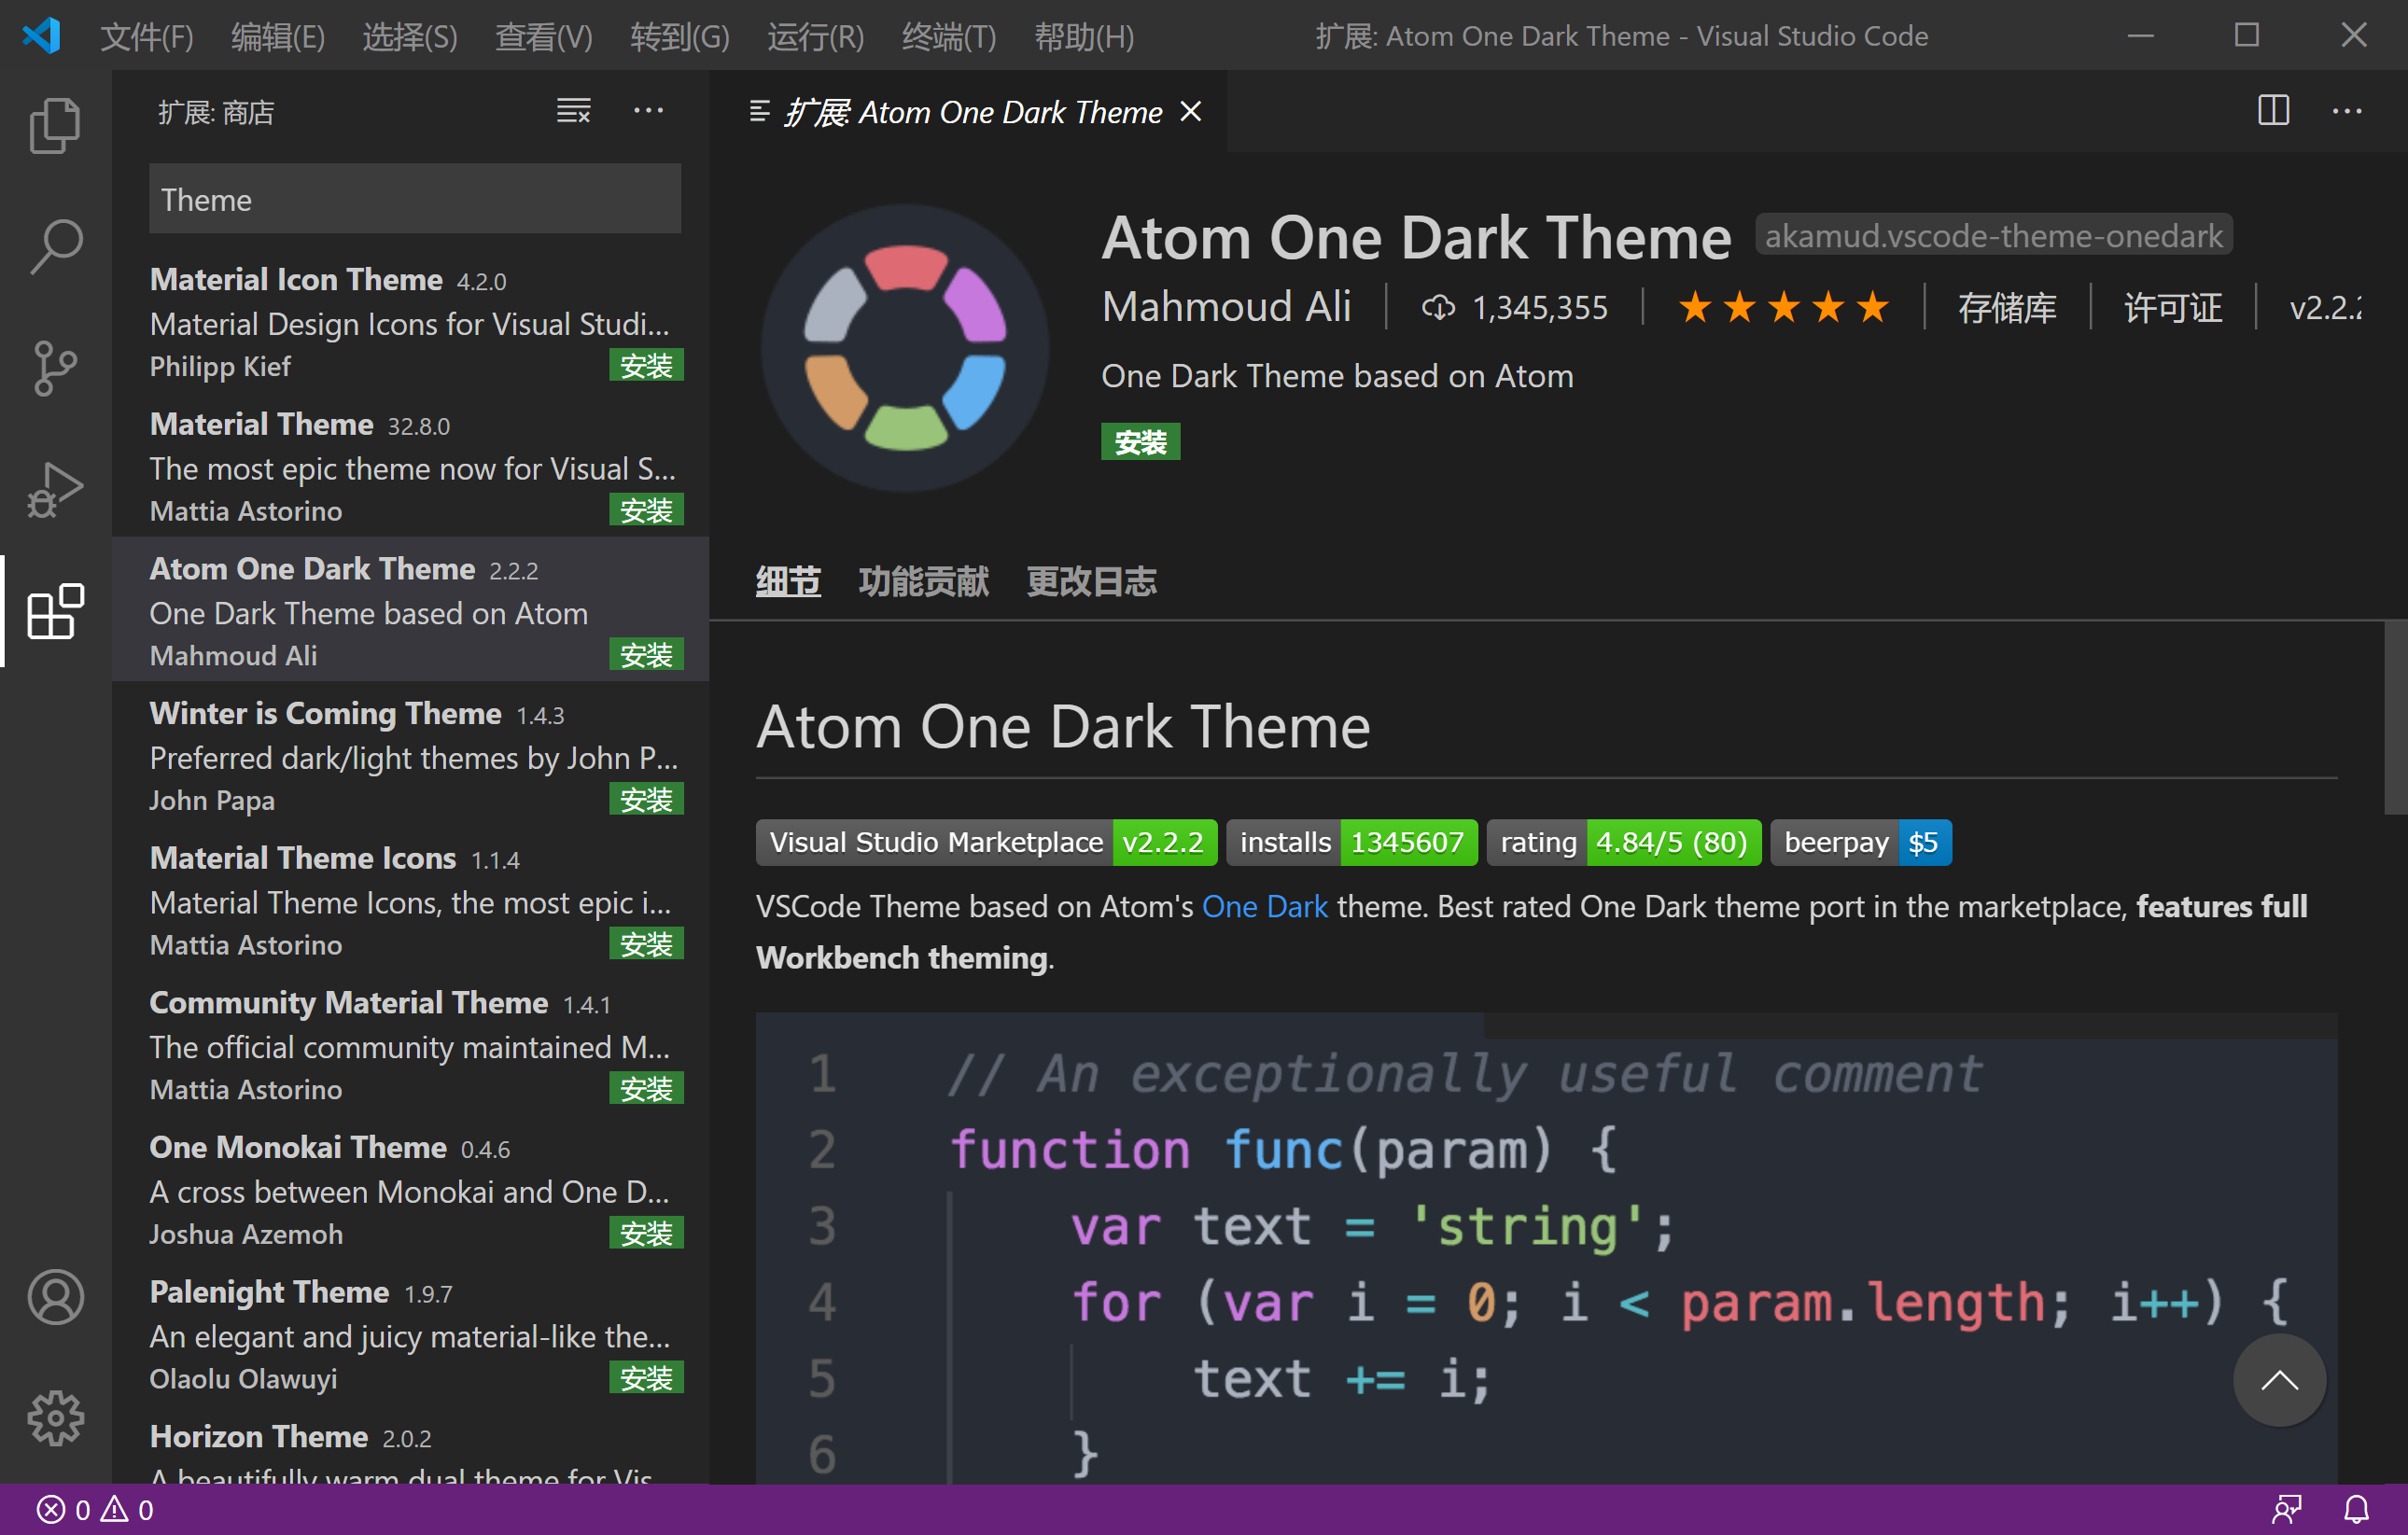 文件(F) 编辑(E) 选择(S) 查看(V) 转到(G) 运行(R) 终端(T) 帮助(H) 扩展: Atom One Dark Theme - Visual Studio Code
扩展: 商店
Theme
Material Icon Theme 4.2.0
Material Design Icons for Visual Studi...
Philipp Kief 安装
Material Theme 32.8.0
The most epic theme now for Visual S...
Mattia Astorino 安装
Atom One Dark Theme 2.2.2
One Dark Theme based on Atom
Mahmoud Ali 安装
Winter is Coming Theme 1.4.3
Preferred dark/light themes by John P...
John Papa 安装
Material Theme Icons 1.1.4
Material Theme Icons, the most epic i...
Mattia Astorino 安装
Community Material Theme 1.4.1
The official community maintained M...
Mattia Astorino 安装
One Monokai Theme 0.4.6
A cross between Monokai and One D...
Joshua Azemoh 安装
Palenight Theme 1.9.7
An elegant and juicy material-like the...
Olaolu Olawuyi 安装
Horizon Theme 2.0.2
A beautifully warm dual theme for Vis...
扩展: Atom One Dark Theme
Atom One Dark Theme akamud.vscode-theme-onedark
Mahmoud Ali 1,345,355 ★★★★★ 存储库 许可证 v2.2.2
One Dark Theme based on Atom
安装
细节 功能贡献 更改日志
Atom One Dark Theme
Visual Studio Marketplace v2.2.2 installs 1345607 rating 4.84/5 (80) beerpay $5
VSCode Theme based on Atom's One Dark theme. Best rated One Dark theme port in the marketplace, features full
Workbench theming.
1 // An exceptionally useful comment
2 function func(param) {
3 var text = 'string';
4 for (var i = 0; i < param.length; i++) {
5 text += i;
6 }
0 0